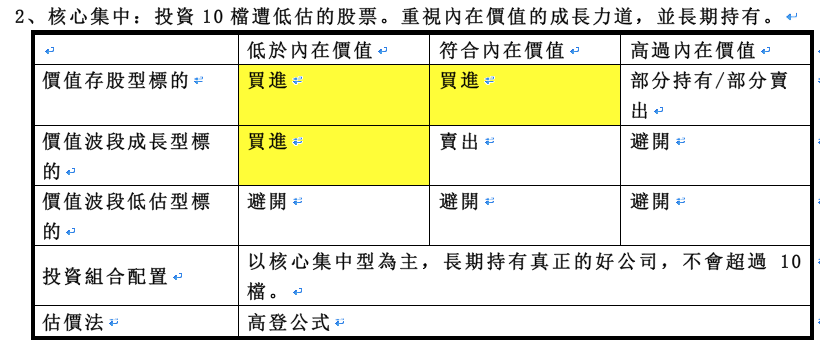 2、核心集中：投資 10 檔遭低估的股票。重視內在價值的成長力道，並長期持有。
低於內在價值 符合內在價值 高過內在價值
價值存股型標的 買進 買進 部分持有/部分賣
出
價值波段成長型標 買進 賣出 避開
的
價值波段低估型標 避開 避開 避開
的
以核心集中型為主，長期持有真正的好公司，不會超過 10
投資組合配置
檔。
估價法 高登公式